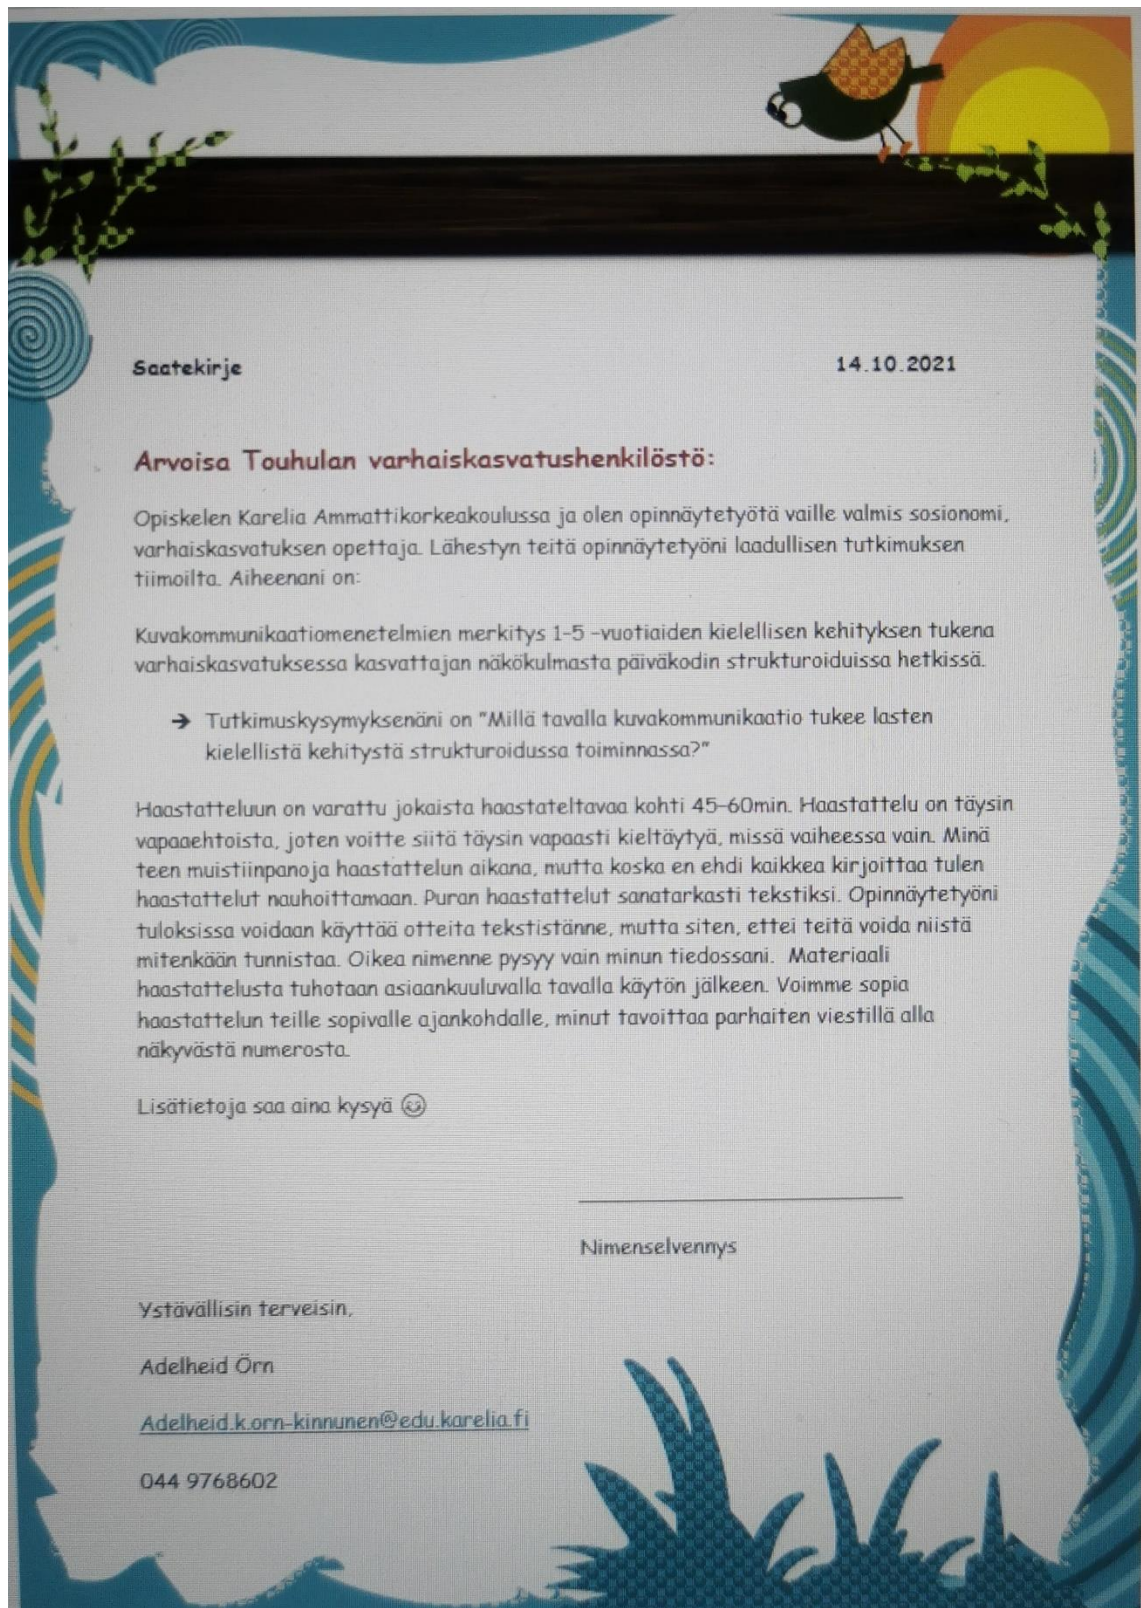 Saatekirje 14.10.2021
Arvoisa Touhulan varhaiskasvatushenkilöstö:
Opiskelen Karelia Ammattikorkeakoulussa ja olen opinnäytetyötä vaille valmis sosionomi,
varhaiskasvatuksen opettaja. Lähestyn teitä opinnäytetyöni laadullisen tutkimuksen
tiimoilta. Aiheenani on:
Kuvakommunikaatiomenetelmien merkitys 1-5 -vuotiaiden kielellisen kehityksen tukena
varhaiskasvatuksessa kasvattajan näkökulmasta päiväkodin strukturoiduissa hetkissä.
→ Tutkimuskysymyksenäni on "Millä tavalla kuvakommunikaatio tukee lasten
kielellistä kehitystä strukturoidussa toiminnassa?"
Haastatteluun on varattu jokaista haastateltavaa kohti 45-60min. Haastattelu on täysin
vapaaehtoista, joten voitte siitä täysin vapaasti kieltäytyä, missä vaiheessa vain. Minä
teen muistiinpanoja haastattelun aikana, mutta koska en ehdi kaikkea kirjoittaa tulen
haastattelut nauhoittamaan. Puran haastattelut sanatarkasti tekstiksi. Opinnäytetyöni
tuloksissa voidaan käyttää otteita tekstistänne, mutta siten, ettei teitä voida niistä
mitenkään tunnistaa. Oikea nimenne pysyy vain minun tiedossani. Materiaali
haastattelusta tuhotaan asiaankuuluvalla tavalla käytön jälkeen. Voimme sopia
haastattelun teille sopivalle ajankohdalle, minut tavoittaa parhaiten viestillä alla
näkyvästä numerosta.
Lisätietoja saa aina kysyä ☺
Nimenselvennys
Ystävällisin terveisin,
Adelheid Örn
Adelheid.k.orn-kinnunen@edu.karelia.fi
044 9768602